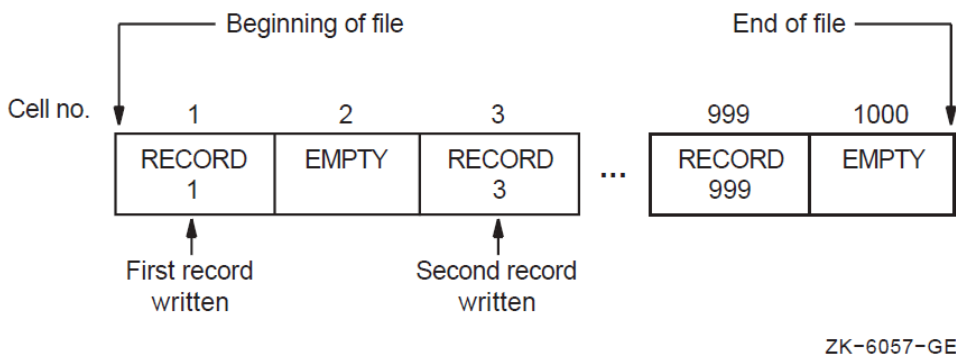 Beginning of file End of file
Cell no. 1 2 3 999 1000
RECORD EMPTY RECORD ... RECORD EMPTY
1 3 999
First record Second record
written written
ZK-6057-GE